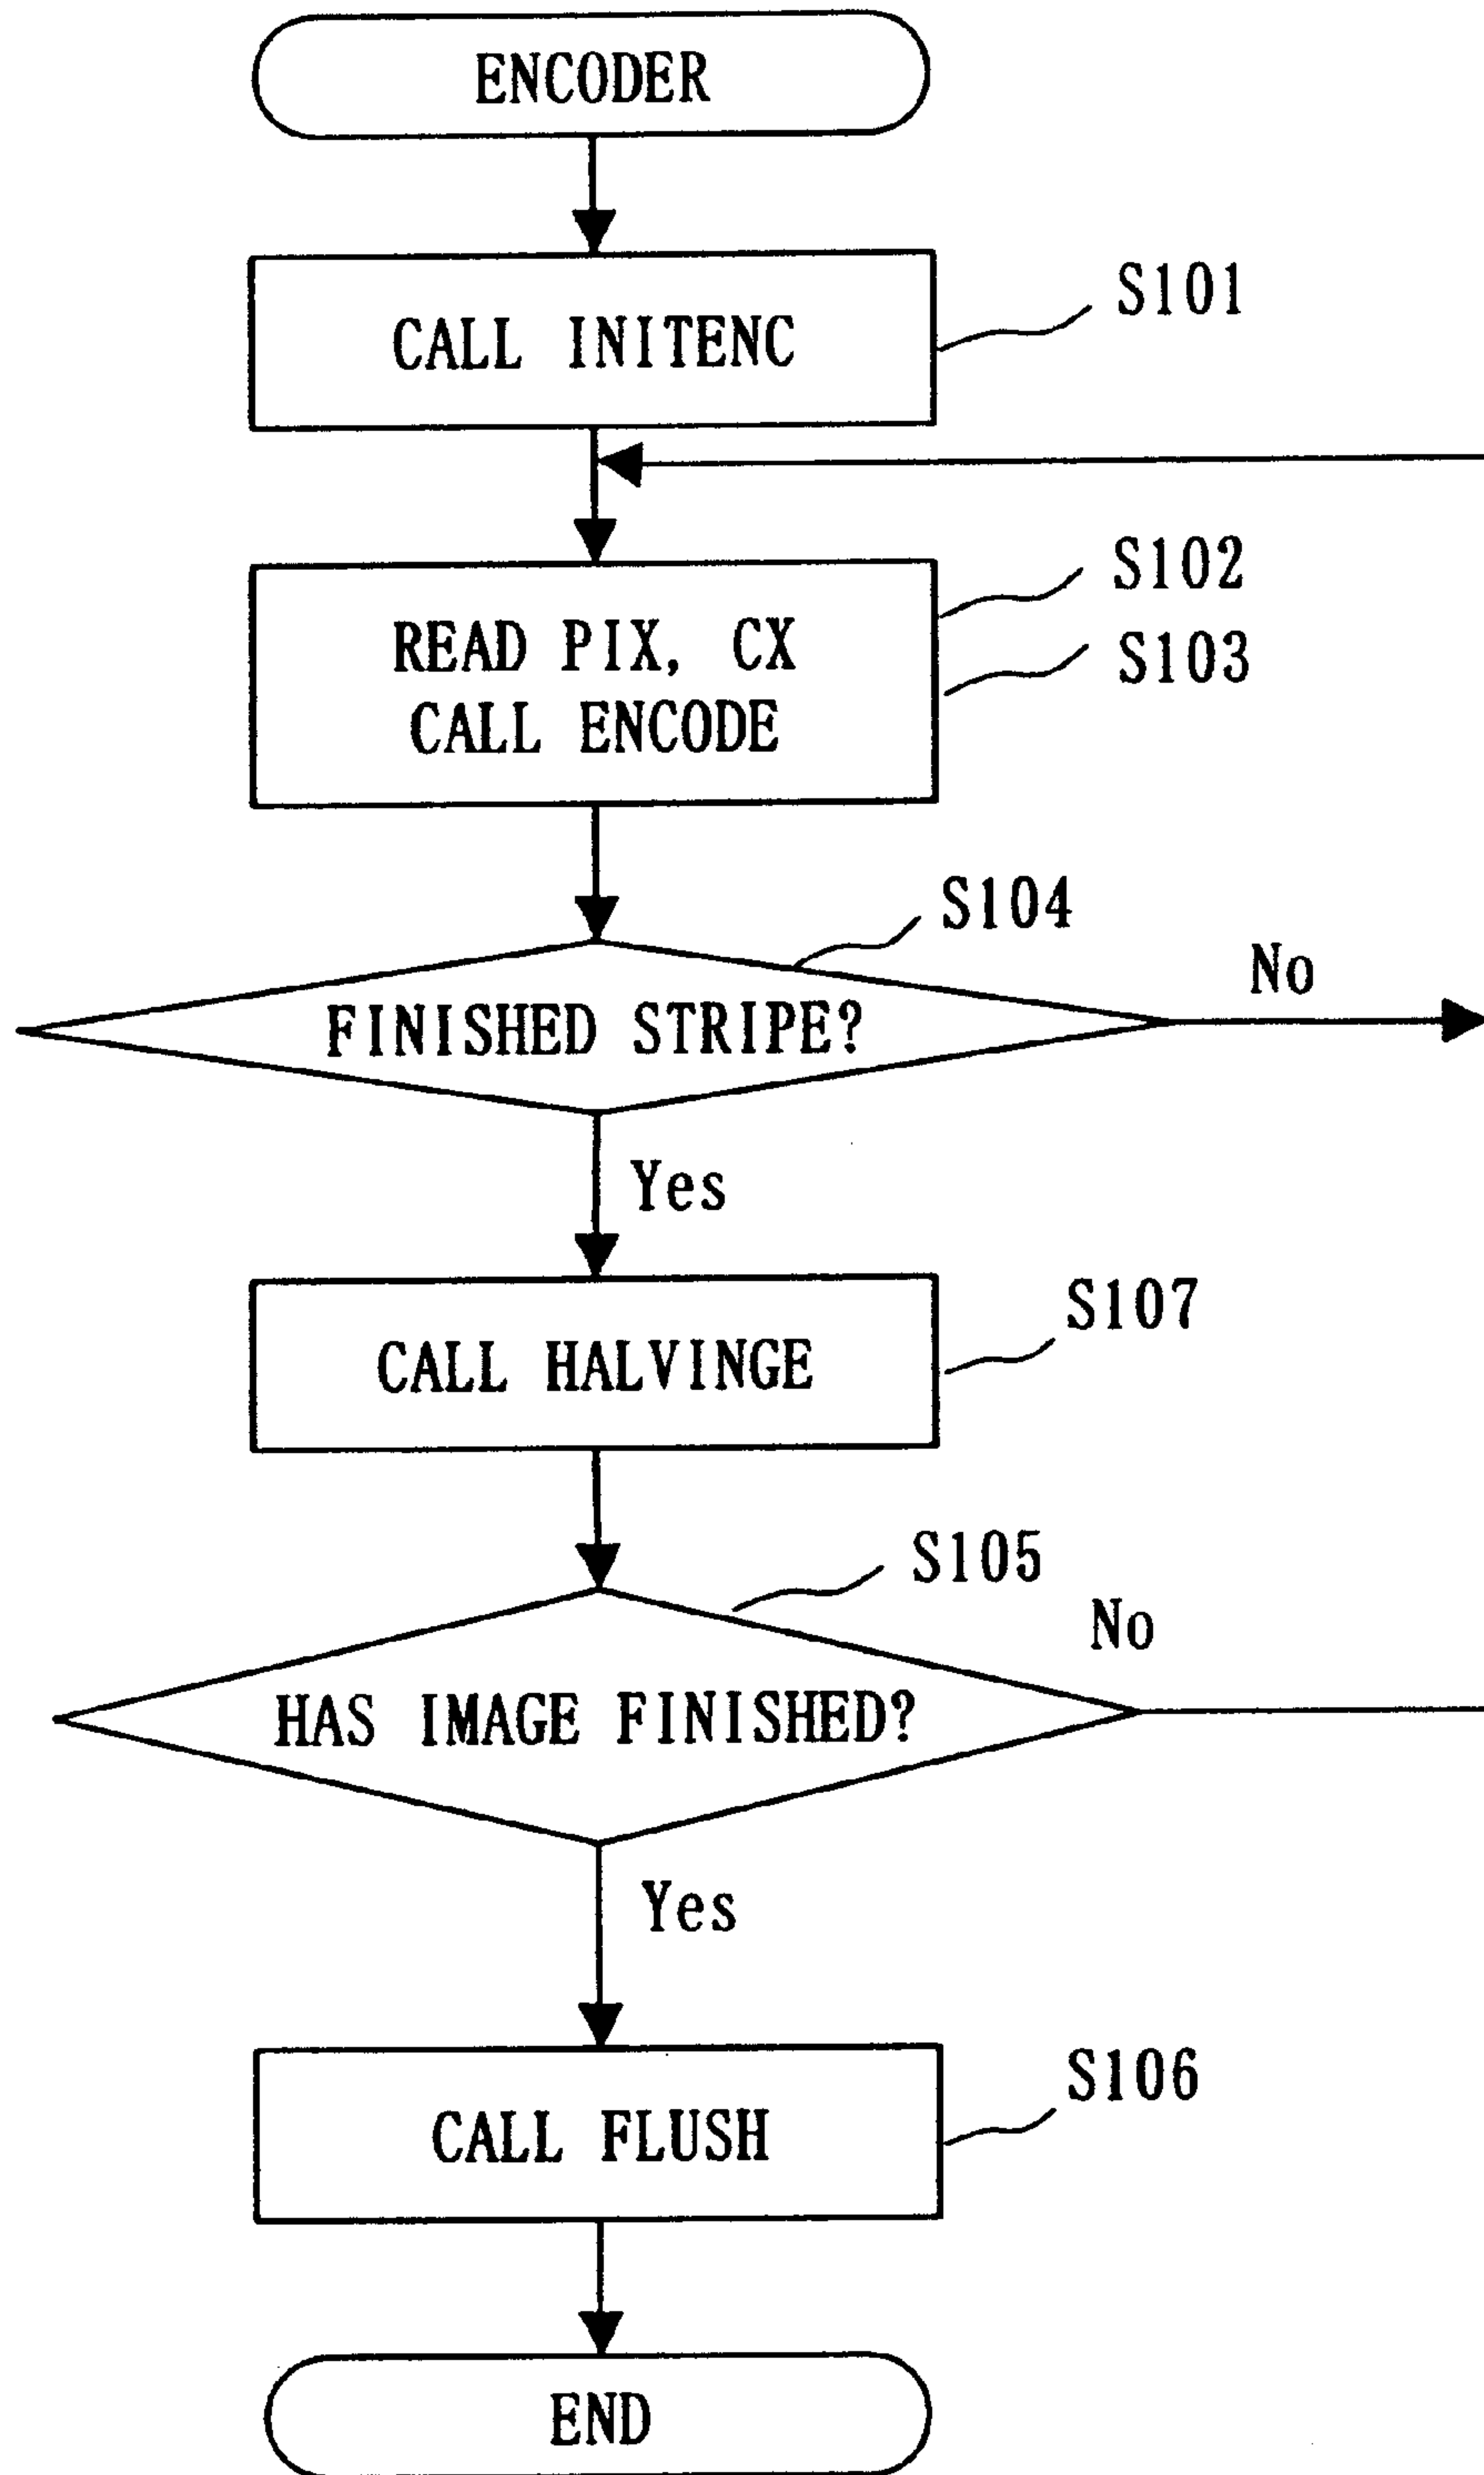 ENCODER
CALL INITENC
S101
READ PIX, CX
CALL ENCODE
S102
S103
FINISHED STRIPE?
S104
No
Yes
CALL HALVINGE
S107
HAS IMAGE FINISHED?
S105
No
Yes
CALL FLUSH
S106
END